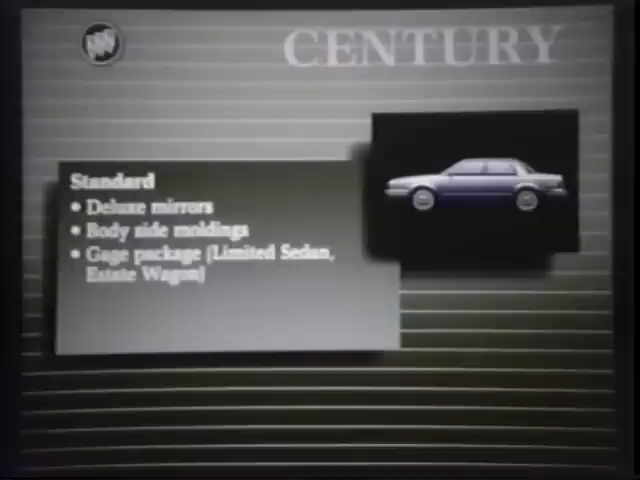 CENTURY
Standard
• Deluxe mirrors
• Body side moldings
• Gage package (Limited Sedan,
Estate Wagon)